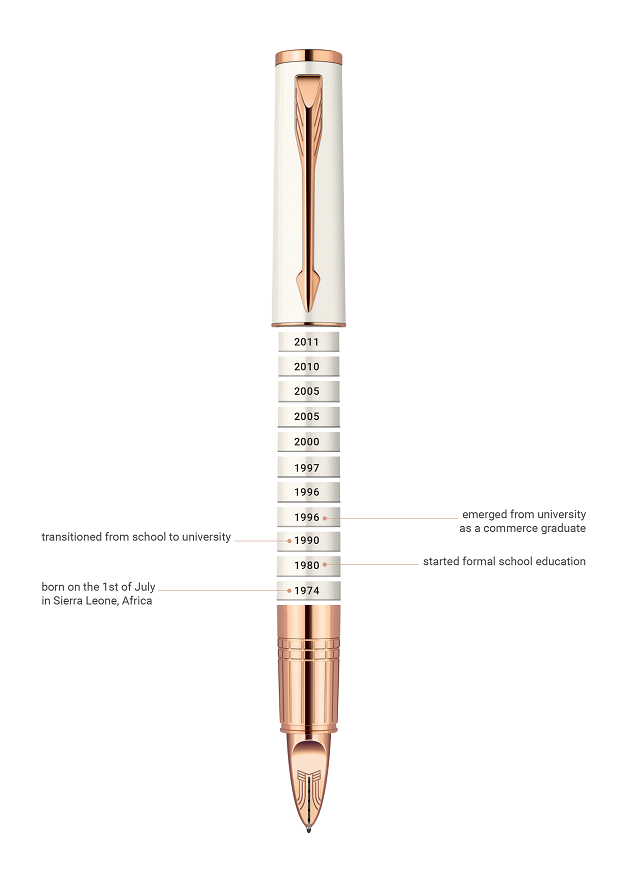 2011
2010
2005
2005
2000
1997
1996
1996
emerged from university
as a commerce graduate
transitioned from school to university
1990
1980
started formal school education
born on the 1st of July
in Sierra Leone, Africa
1974